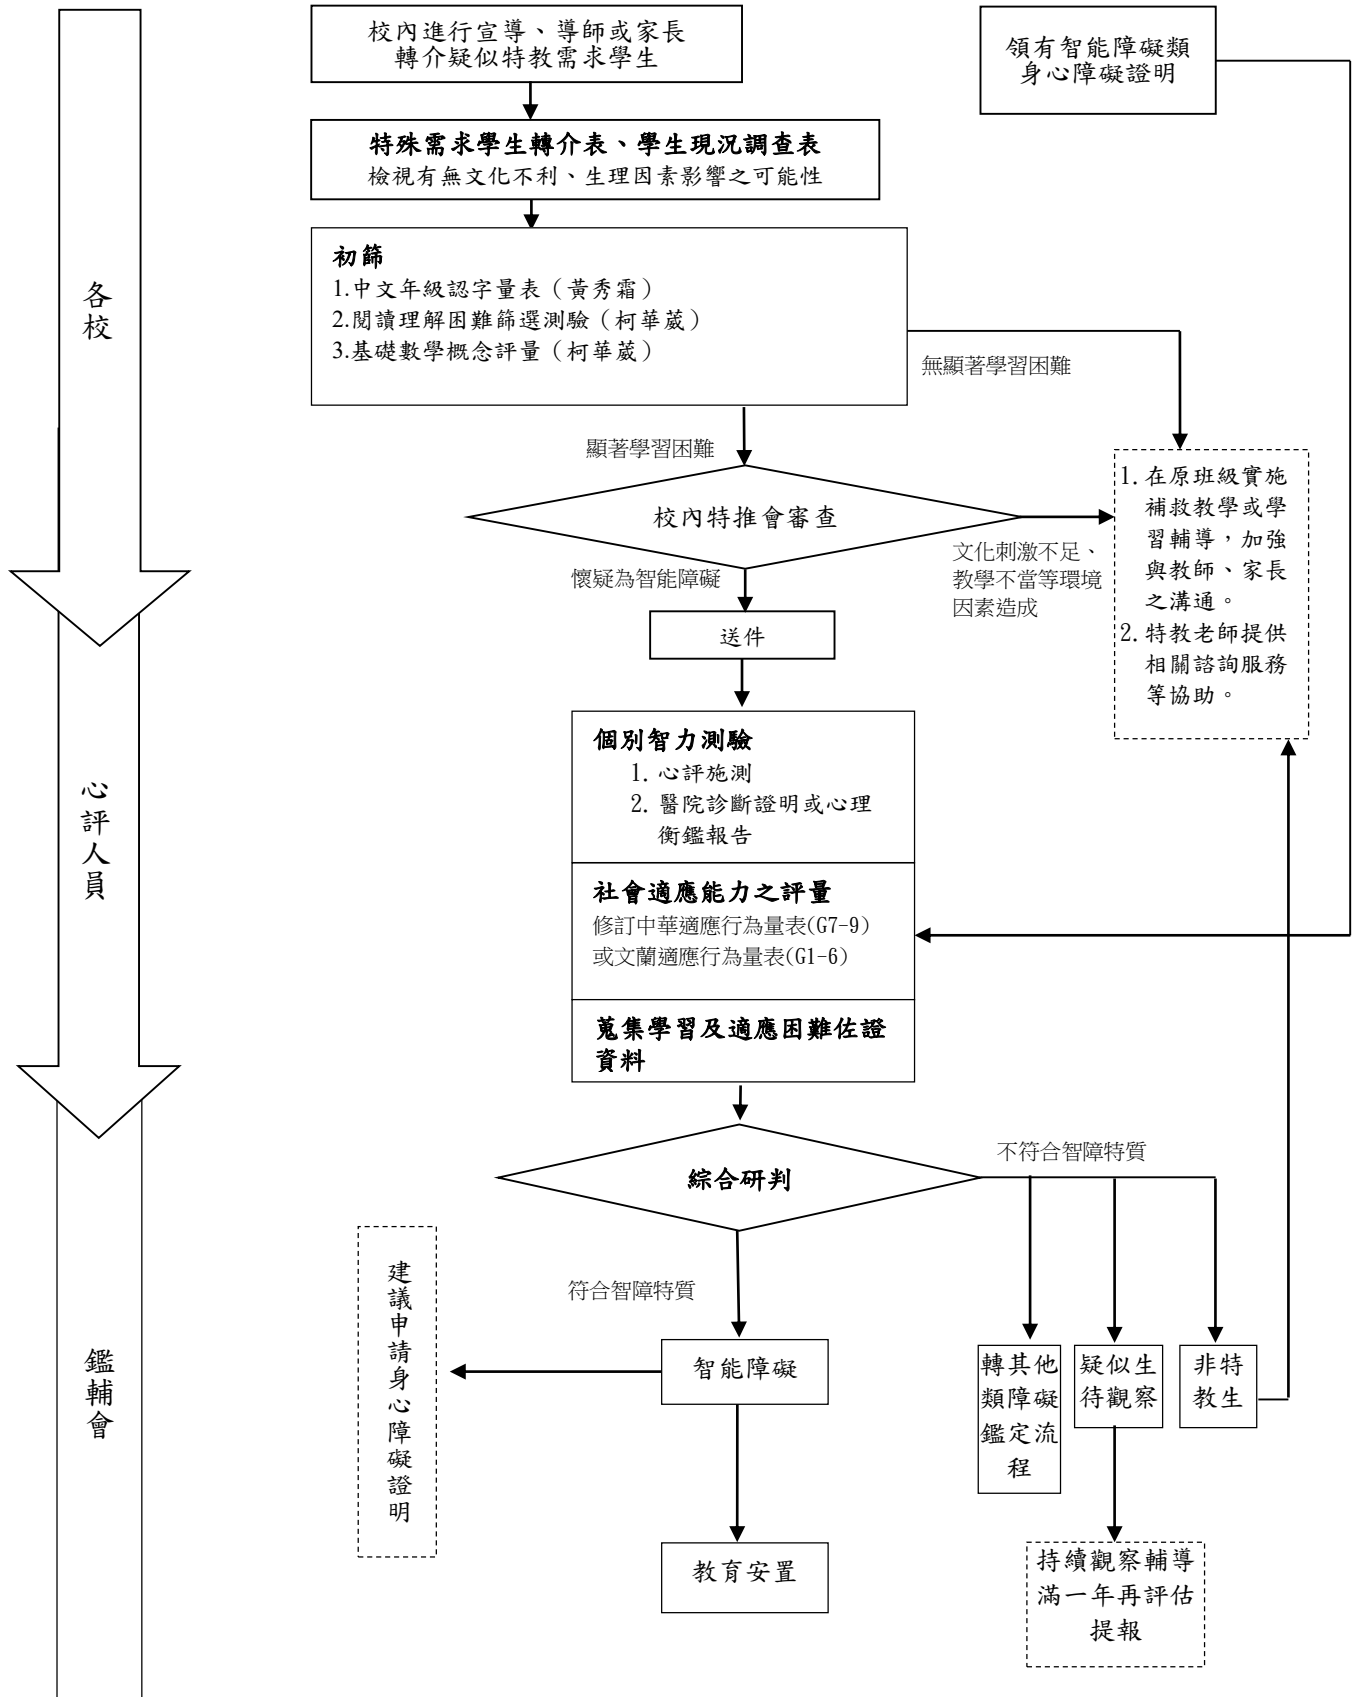 校內進行宣導、導師或家長
轉介疑似特教需求學生
領有智能障礙類
身心障礙證明
特殊需求學生轉介表、學生現況調查表
檢視有無文化不利、生理因素影響之可能性
初篩
1.中文年級認字量表（黃秀霜）
2.閱讀理解困難篩選測驗（柯華葳）
3.基礎數學概念評量（柯華葳）
各校
無顯著學習困難
顯著學習困難
校內特推會審查
1. 在原班級實施
補救教學或學
習輔導，加強
與教師、家長
之溝通。
2. 特教老師提供
相關諮詢服務
等協助。
文化刺激不足、
教學不當等環境
因素造成
懷疑為智能障礙
送件
心評人員
個別智力測驗
1. 心評施測
2. 醫院診斷證明或心理
衡鑑報告
社會適應能力之評量
修訂中華適應行為量表(G7-9)
或文蘭適應行為量表(G1-6)
蒐集學習及適應困難佐證
資料
綜合研判
不符合智障特質
符合智障特質
鑑輔會
建議申請身心障礙證明
智能障礙
轉其他
類障礙
鑑定流
程
疑似生
待觀察
非特
教生
教育安置
持續觀察輔導
滿一年再評估
提報